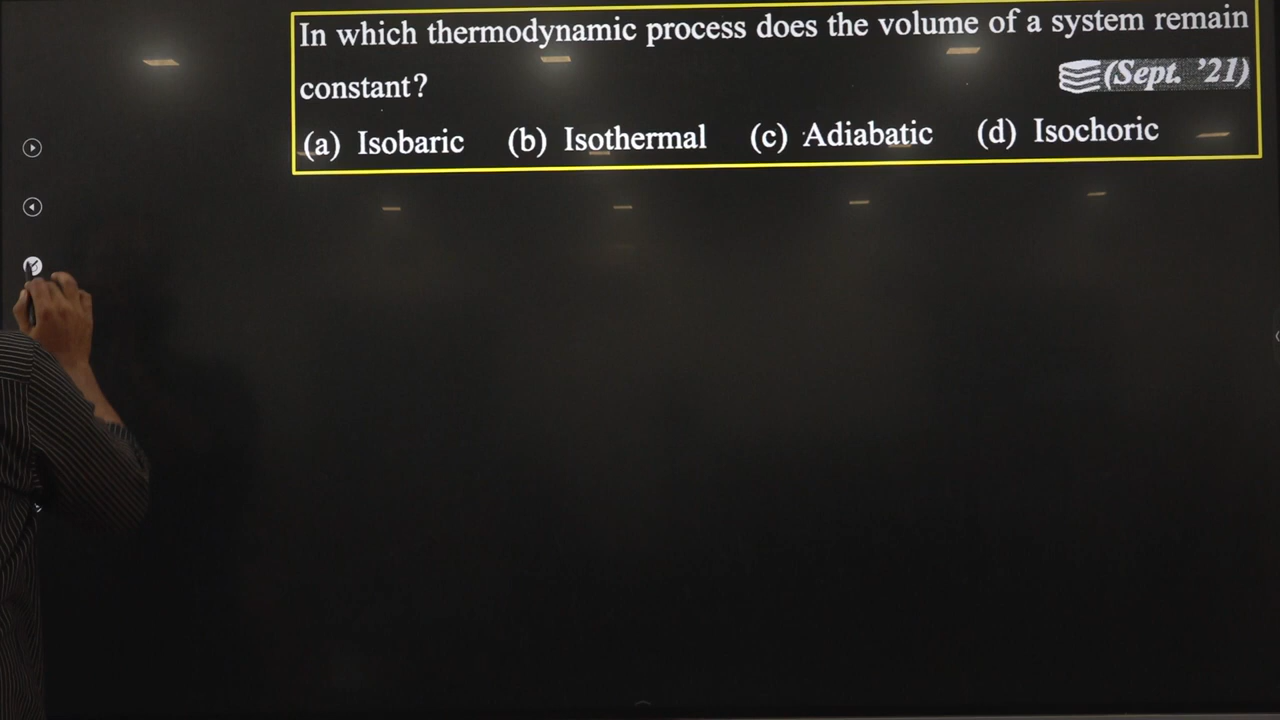 In which thermodynamic process does the volume of a system remain
constant? (Sept. '21)
(a) Isobaric (b) Isothermal (c) Adiabatic (d) Isochoric